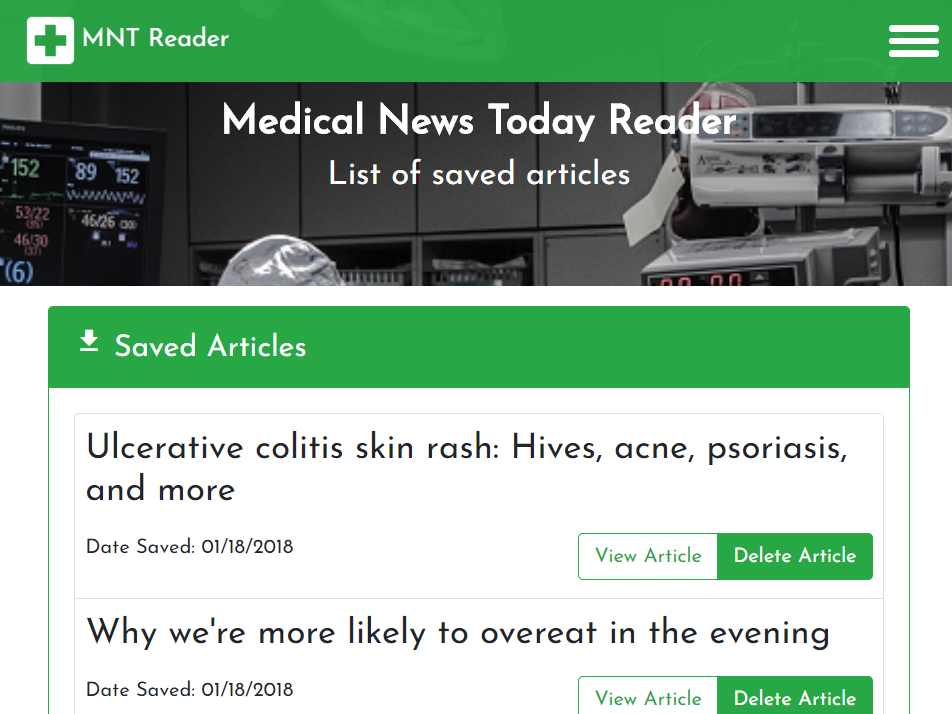 MNT Reader
Medical News Today Reader
List of saved articles
PHILIPS
152
89
152
53/22
46/26
46/30
(6)
Saved Articles
Ulcerative colitis skin rash: Hives, acne, psoriasis,
and more
Date Saved: 01/18/2018
View Article
Delete Article
Why we're more likely to overeat in the evening
Date Saved: 01/18/2018
View Article
Delete Article